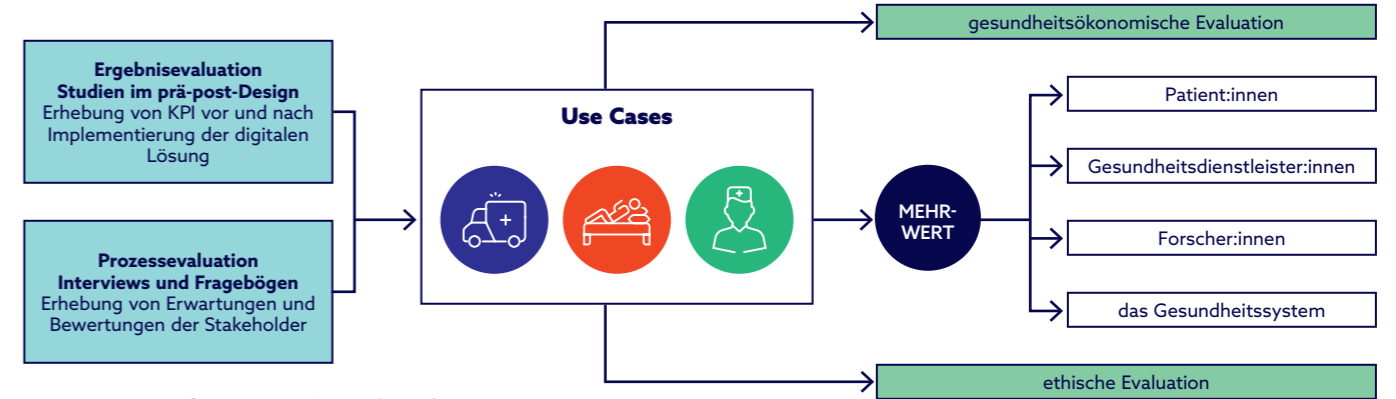 Ergebnisevaluation
Studien im prä-post-Design
Erhebung von KPI vor und nach
Implementierung der digitalen
Lösung
Prozessevaluation
Interviews und Fragebögen
Erhebung von Erwartungen und
Bewertungen der Stakeholder
Use Cases
gesundheitsökonomische Evaluation
MEHR-
WERT
Patient:innen
Gesundheitsdienstleister:innen
Forscher:innen
das Gesundheitssystem
ethische Evaluation